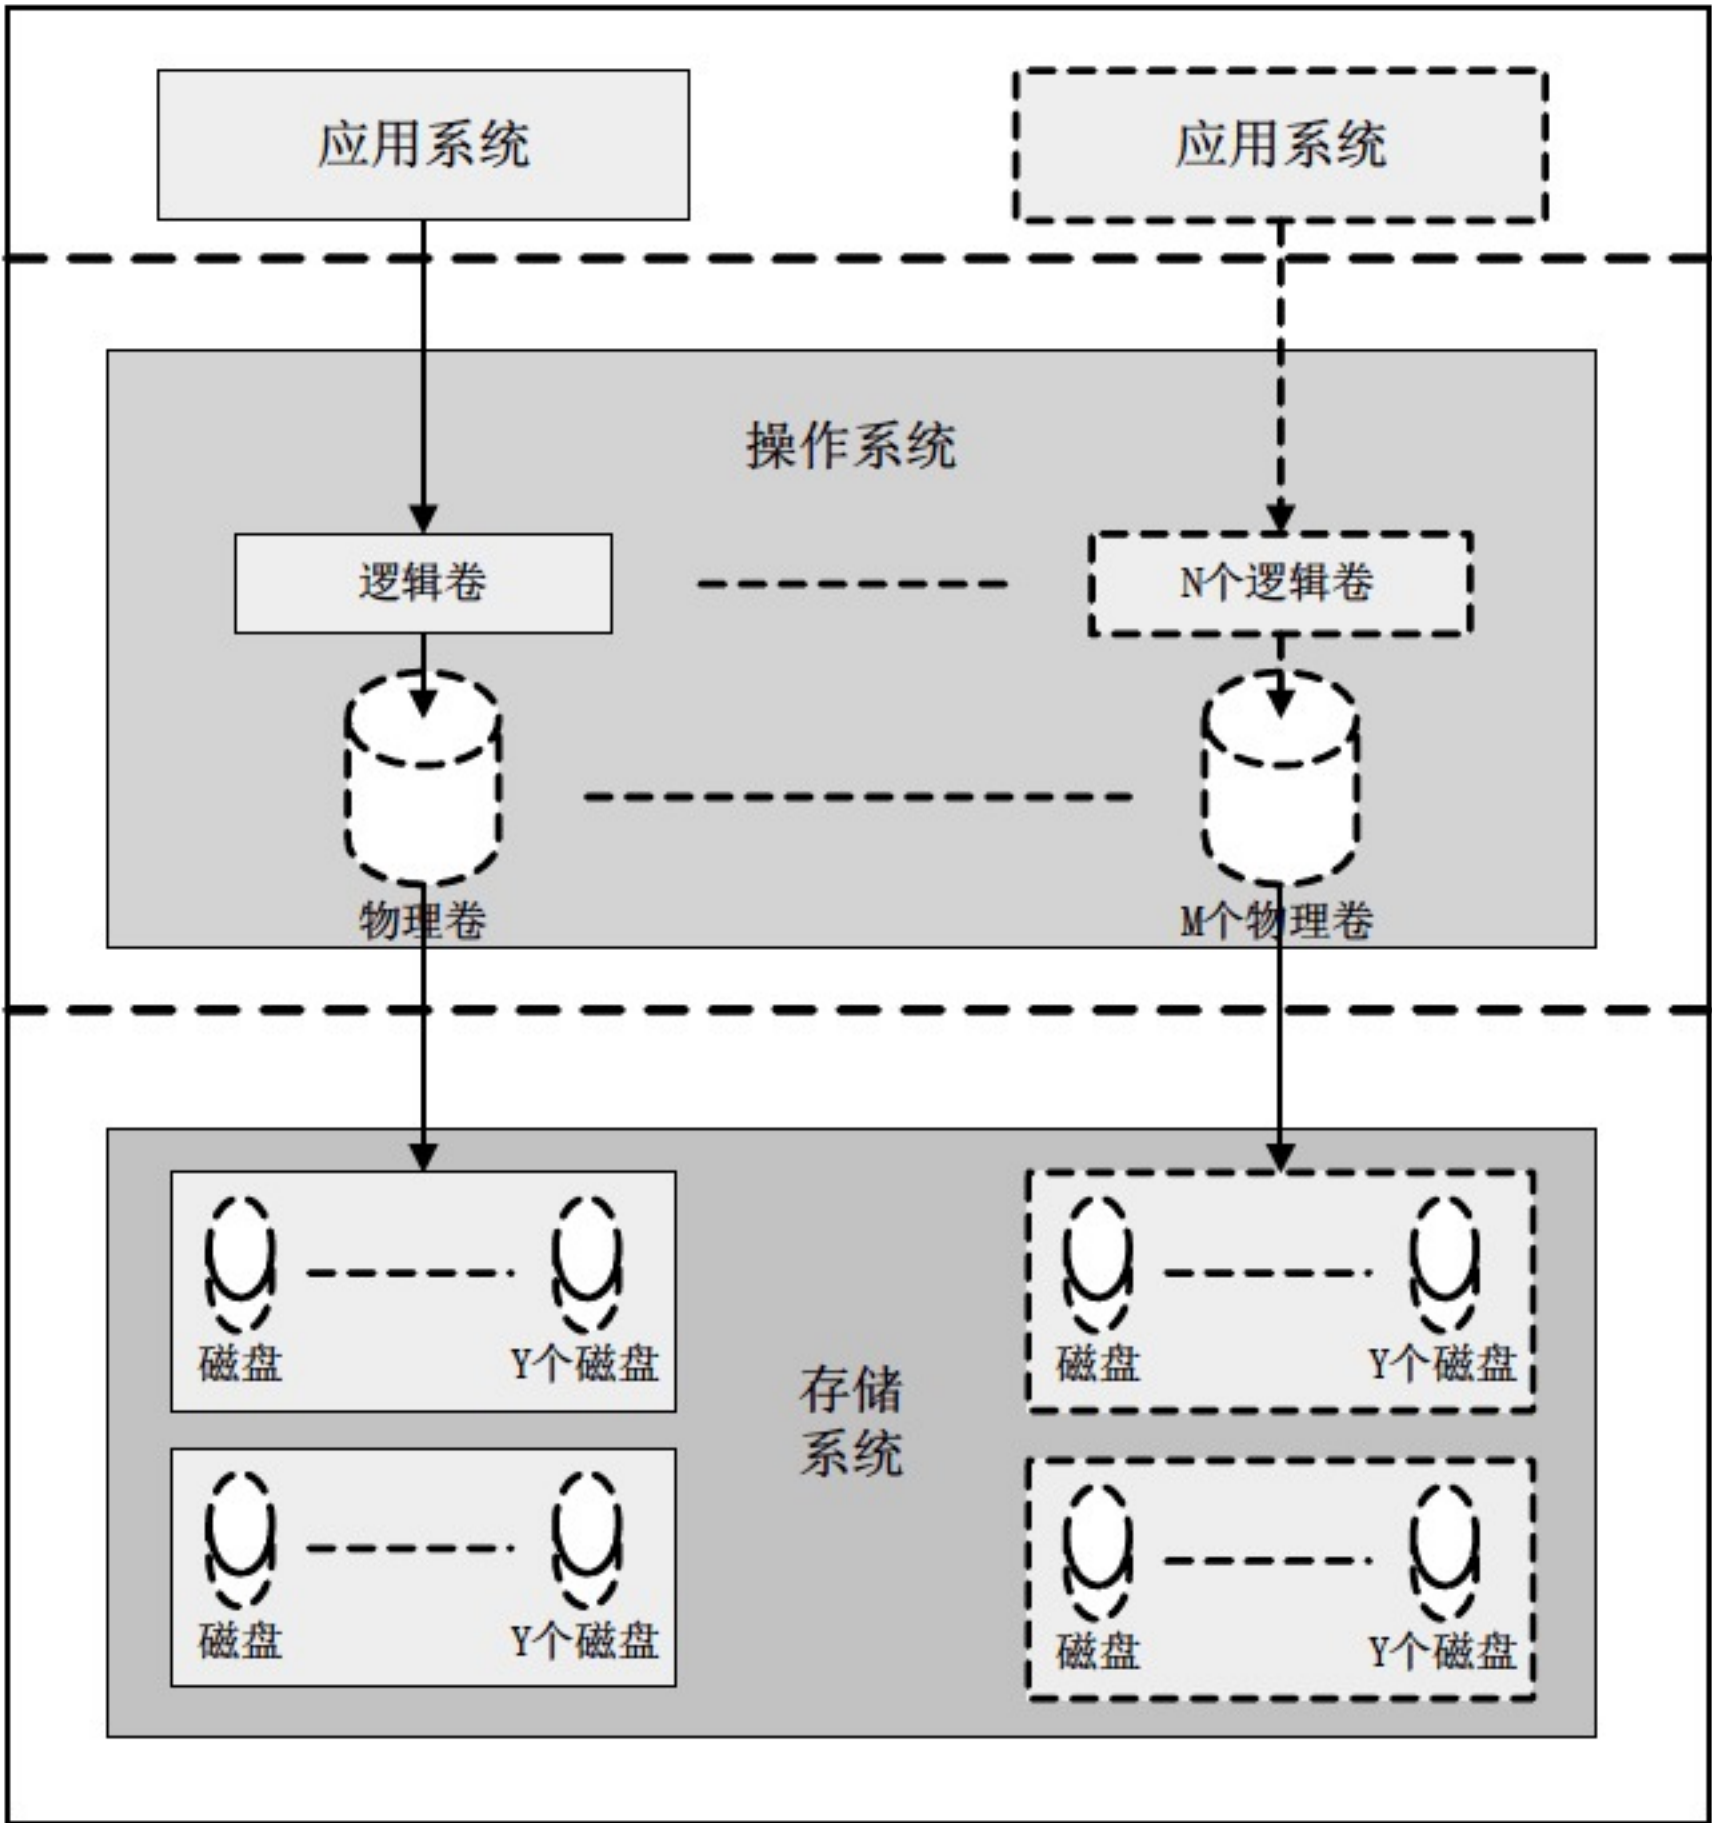 应用系统
应用系统
操作系统
逻辑卷
N个逻辑卷
物理卷
M个物理卷
磁盘
Y个磁盘
磁盘
Y个磁盘
存储
系统
磁盘
Y个磁盘
磁盘
Y个磁盘